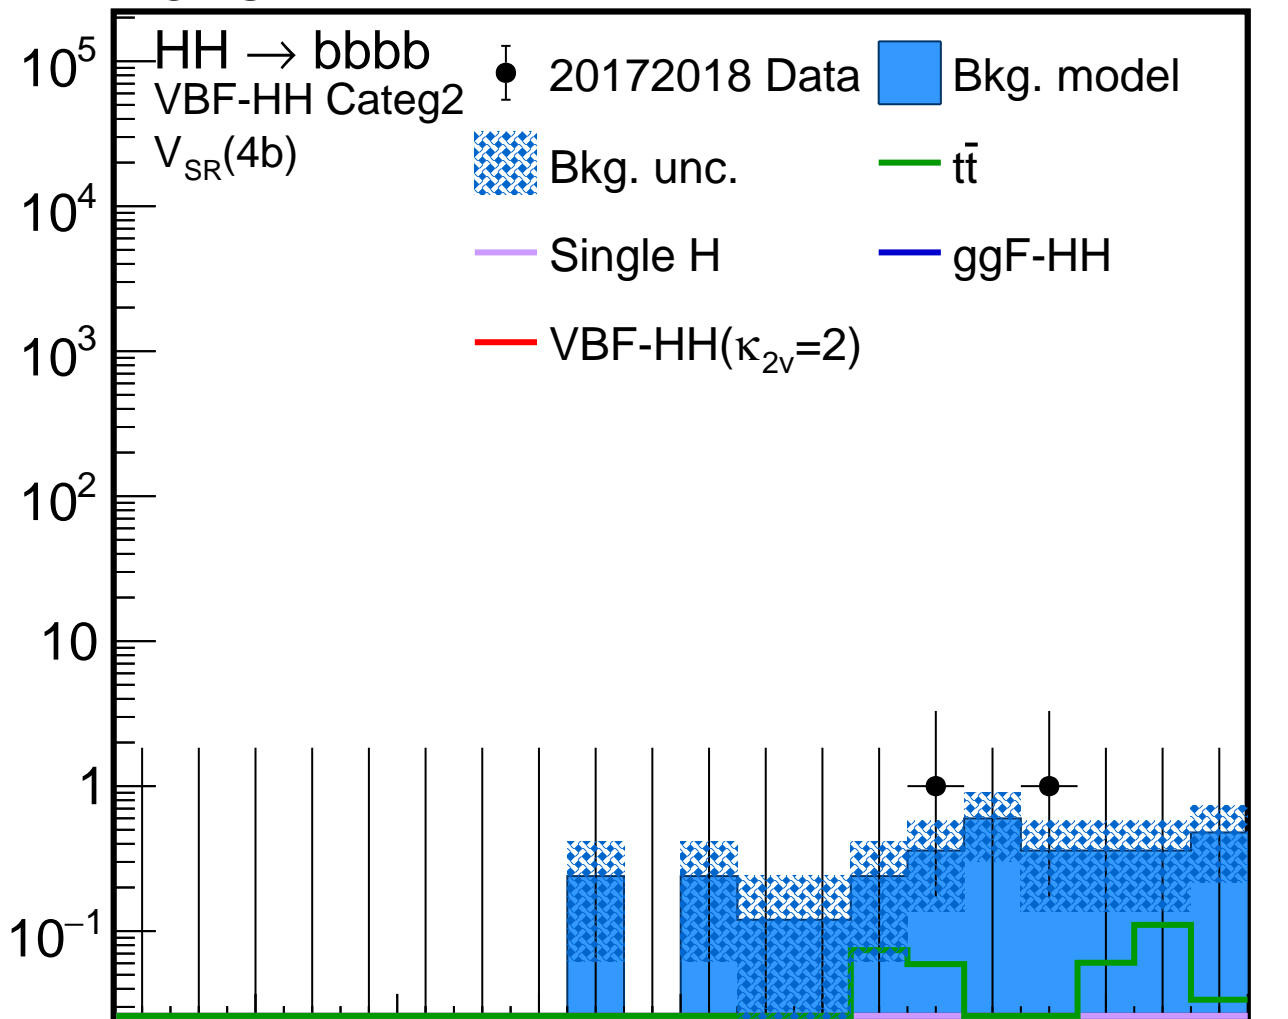 HH → bbbb
VBF-HH Categ2
V_SR(4b)
20172018 Data
Bkg. model
Bkg. unc.
tt̄
Single H
ggF-HH
VBF-HH(κ_2v=2)
10^5
10^4
10^3
10^2
10
1
10^−1